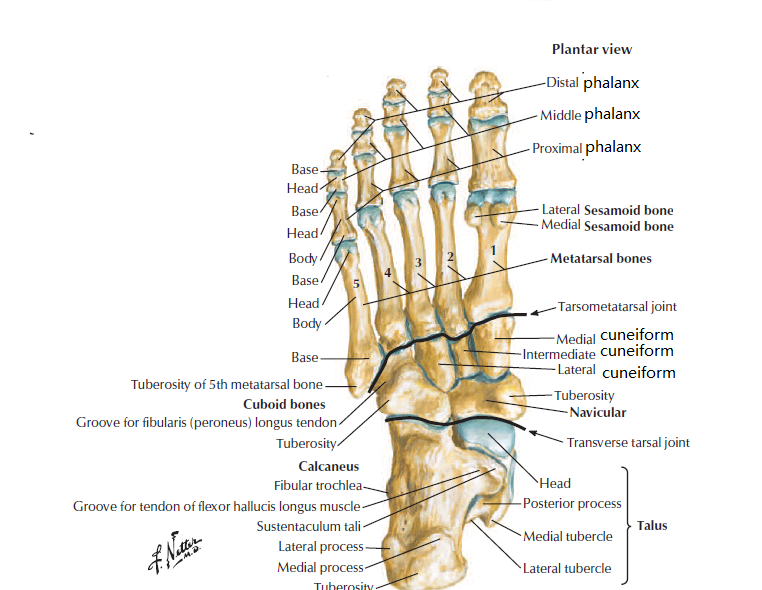 Plantar view
Distal phalanx
Middle phalanx
Proximal phalanx
Base
Head
Base
Head
Body
Base
Head
Body
Lateral Sesamoid bone
Medial Sesamoid bone
Metatarsal bones
1
2
3
4
5
Tarsometatarsal joint
Medial cuneiform
Intermediate cuneiform
Lateral cuneiform
Base
Tuberosity of 5th metatarsal bone
Cuboid bones
Groove for fibularis (peroneus) longus tendon
Tuberosity
Tuberosity
Navicular
Transverse tarsal joint
Calcaneus
Fibular trochlea
Groove for tendon of flexor hallucis longus muscle
Sustentaculum tali
Lateral process
Medial process
Tuberosity
Head
Posterior process
Medial tubercle
Lateral tubercle
Talus
F. Netter
M.D.